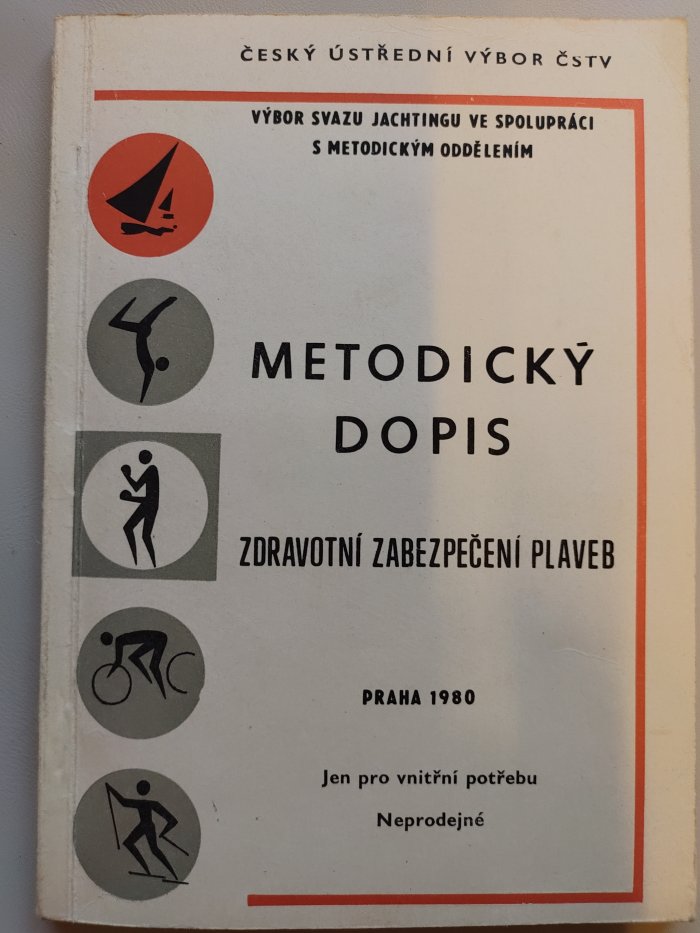 ČESKÝ ÚSTŘEDNÍ VÝBOR ČSTV
VÝBOR SVAZU JACHTINGU VE SPOLUPRÁCI
S METODICKÝM ODDĚLENÍM
METODICKÝ
DOPIS
ZDRAVOTNÍ ZABEZPEČENÍ PLAVEB
PRAHA 1980
Jen pro vnitřní potřebu
Neprodejné